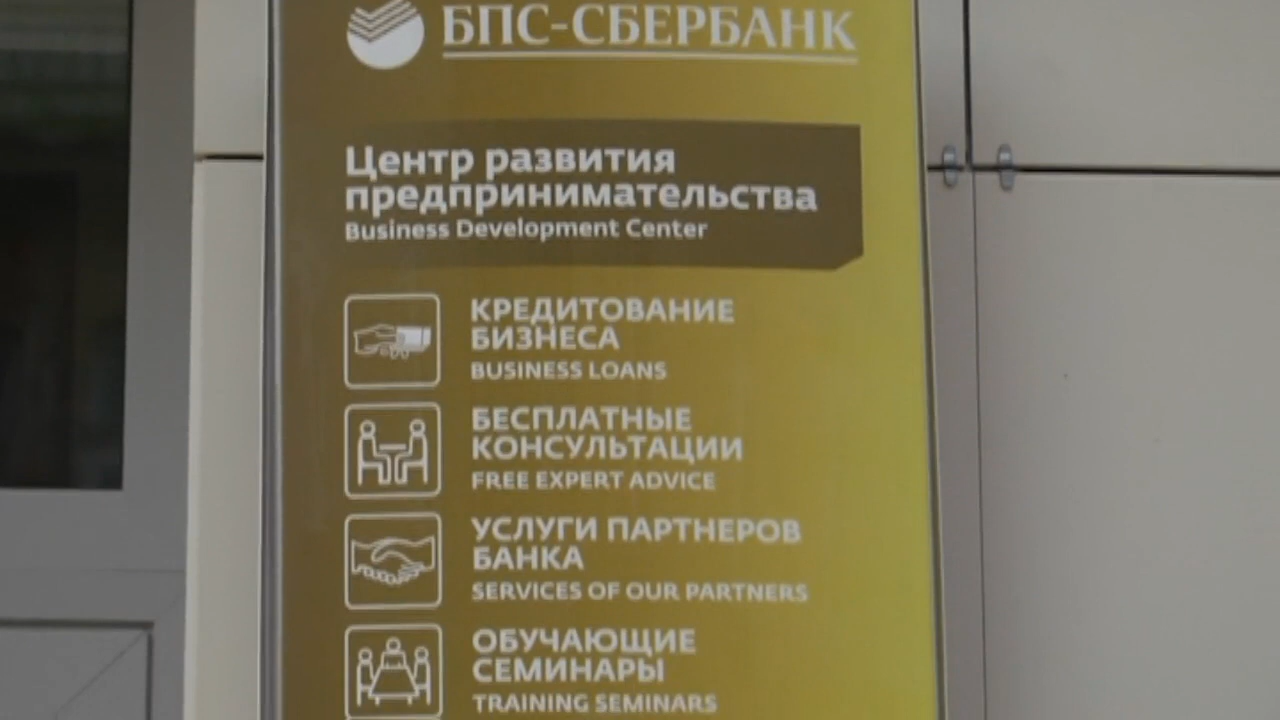 БПС-СБЕРБАНК
Центр развития
предпринимательства
Business Development Center
КРЕДИТОВАНИЕ
БИЗНЕСА
BUSINESS LOANS
БЕСПЛАТНЫЕ
КОНСУЛЬТАЦИИ
FREE EXPERT ADVICE
УСЛУГИ ПАРТНЕРОВ
БАНКА
SERVICES OF OUR PARTNERS
ОБУЧАЮЩИЕ
СЕМИНАРЫ
TRAINING SEMINARS